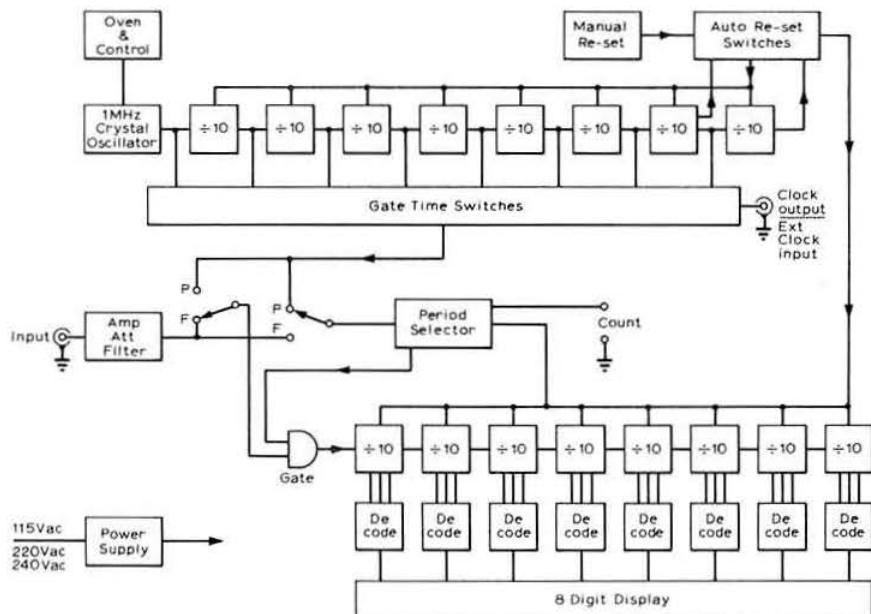 Oven
&
Control
Manual
Re-set
Auto Re-set
Switches
1MHz
Crystal
Oscillator
÷10
÷10
÷10
÷10
÷10
÷10
÷10
÷10
Gate Time Switches
Clock
output
Ext
Clock
input
P
F
P
F
Input
Amp
Att
Filter
Period
Selector
Count
Gate
÷10
÷10
÷10
÷10
÷10
÷10
÷10
÷10
De
code
De
code
De
code
De
code
De
code
De
code
De
code
De
code
115Vac
220Vac
240Vac
Power
Supply
8 Digit Display